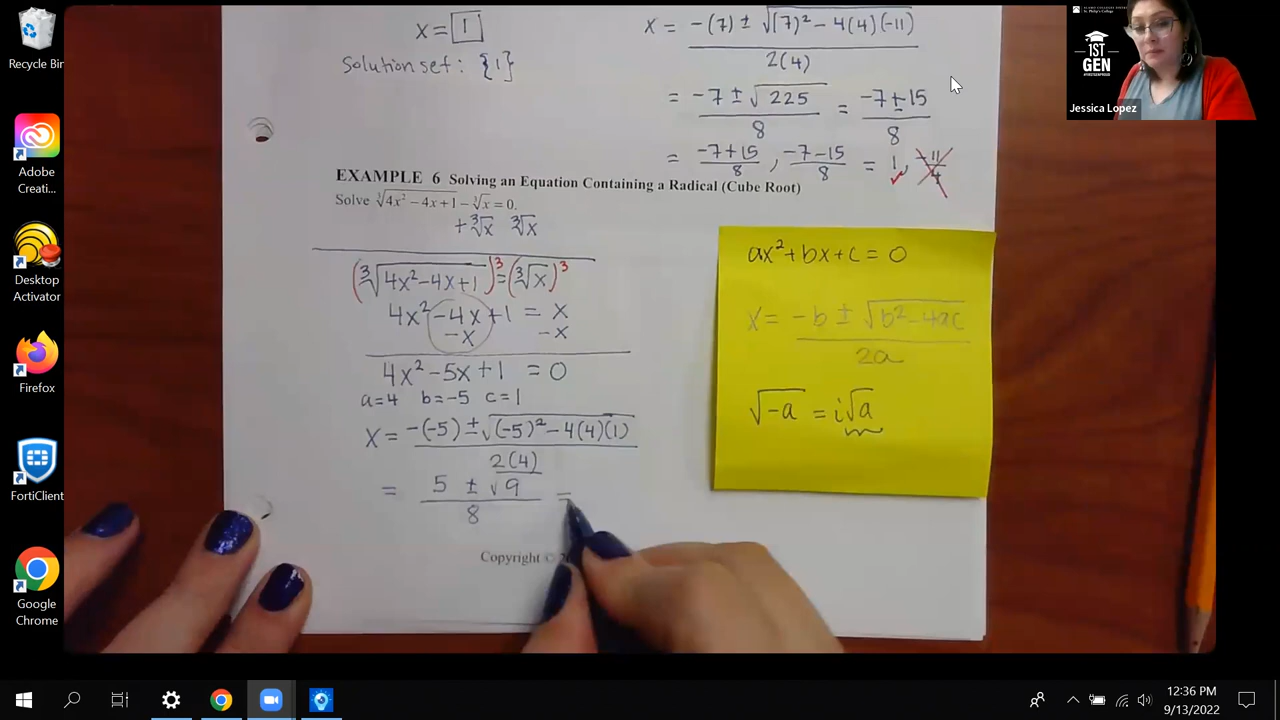 Recycle Bin
Adobe
Creati...
Desktop
Activator
Firefox
FortiClient
Google
Chrome
x = 1
Solution set: {1}
x = -(7) ± √(7)² - 4(4)(-11)
2(4)
= -7 ± √225 = -7 ± 15
8 8
= -7+15 , -7-15 = 1, -11
8 8 4
EXAMPLE 6 Solving an Equation Containing a Radical (Cube Root)
Solve ∛4x² − 4x + 1 − ∛x = 0.
+∛x ∛x
(∛4x²-4x+1)³ = (∛x)³
4x² -4x +1 = x
-x -x
4x² -5x +1 = 0
a=4 b=-5 c=1
x = -(-5) ± √(-5)² - 4(4)(1)
2(4)
= 5 ± √9 =
8
Copyright ©
ax² + bx + c = 0
x = -b ± √b² - 4ac
2a
√-a = i√a
1ST
GEN
Jessica Lopez
12:36 PM
9/13/2022